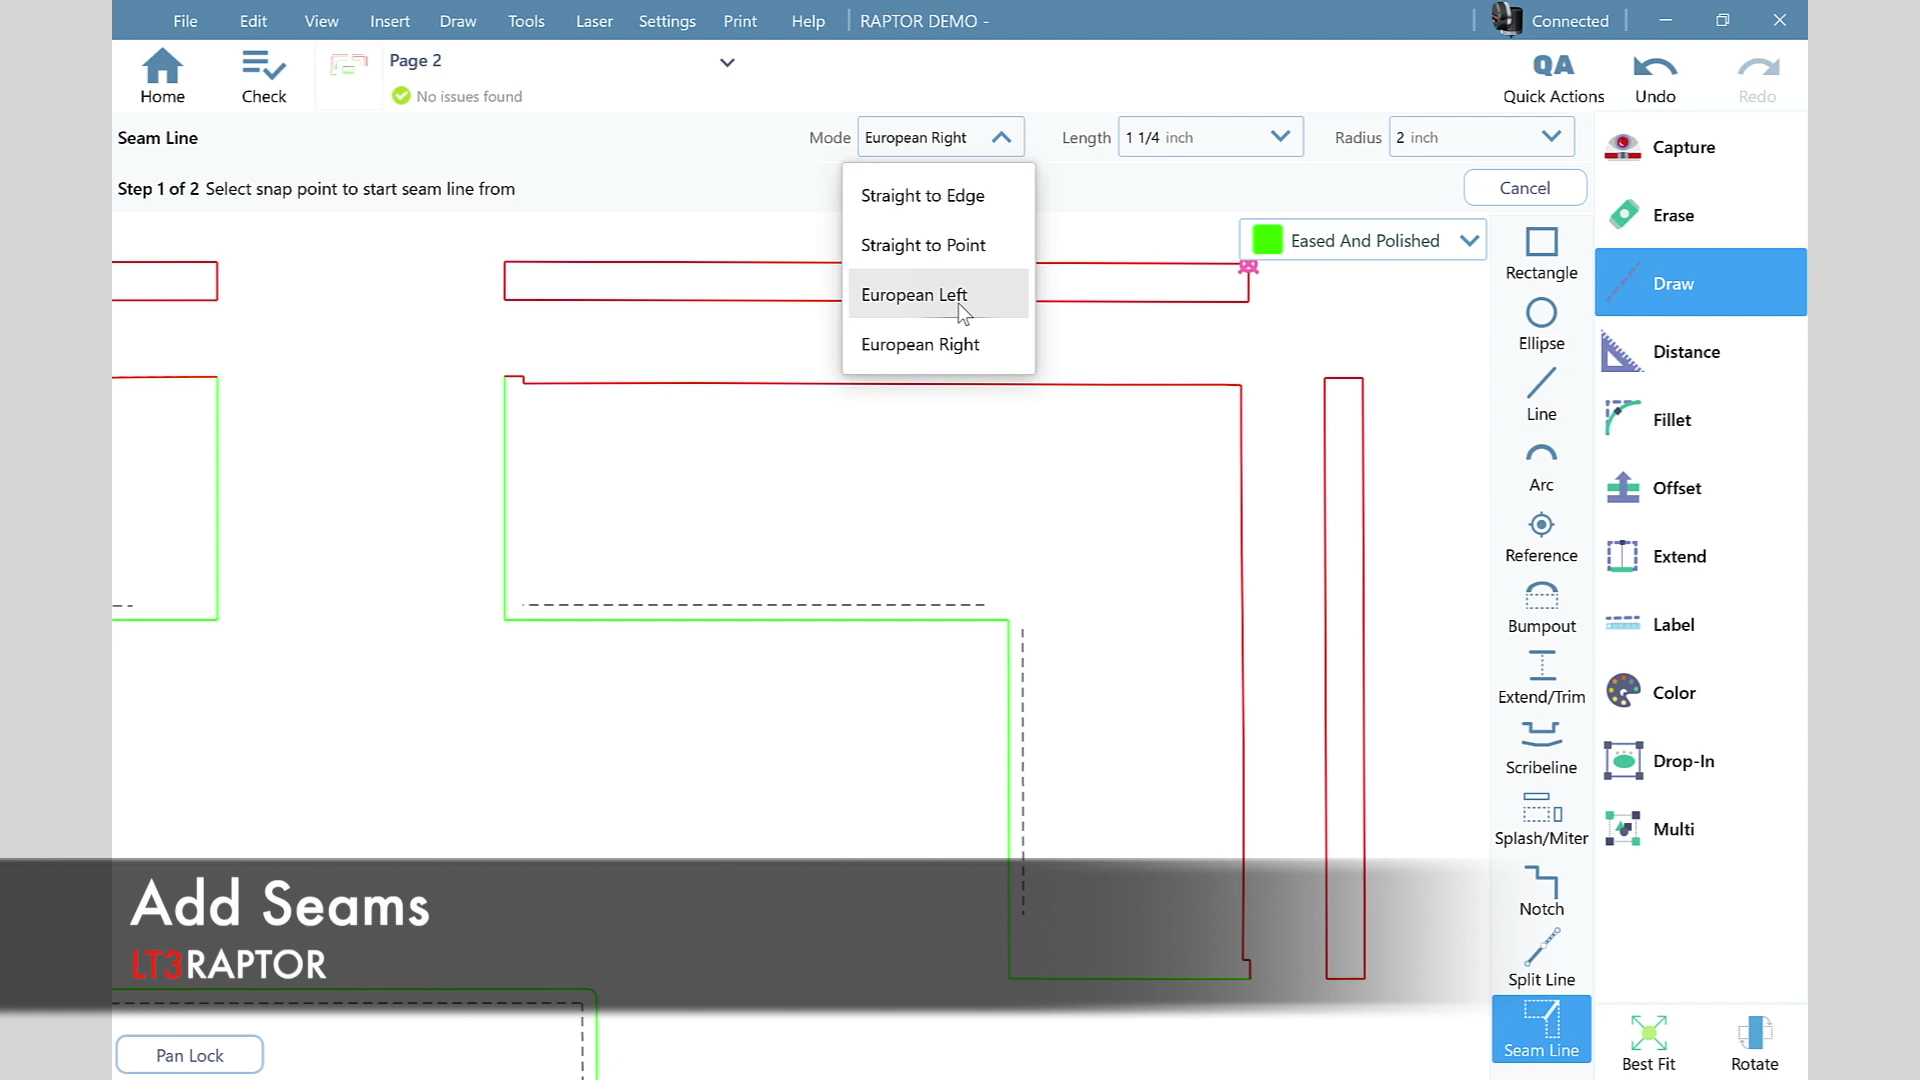 File Edit View Insert Draw Tools Laser Settings Print Help RAPTOR DEMO - Connected
Home
Check
Page 2
No issues found
QA
Quick Actions
Undo
Redo
Seam Line
Mode European Right
Length 1 1/4 inch
Radius 2 inch
Step 1 of 2 Select snap point to start seam line from
Cancel
Straight to Edge
Straight to Point
European Left
European Right
Eased And Polished
Rectangle
Ellipse
Line
Arc
Reference
Bumpout
Extend/Trim
Scribeline
Splash/Miter
Notch
Split Line
Seam Line
Capture
Erase
Draw
Distance
Fillet
Offset
Extend
Label
Color
Drop-In
Multi
Best Fit
Rotate
Add Seams
LT3RAPTOR
Pan Lock